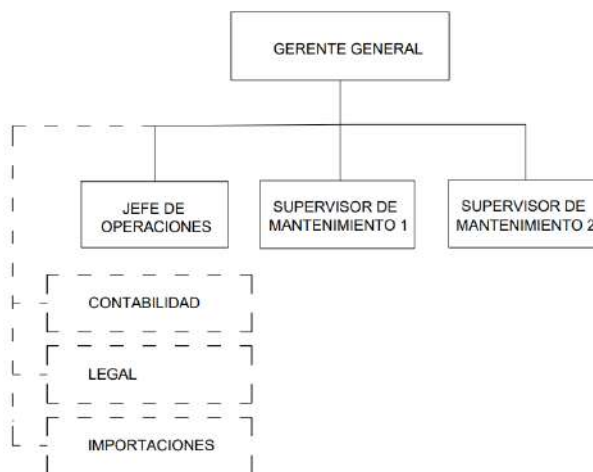 GERENTE GENERAL
JEFE DE
OPERACIONES
SUPERVISOR DE
MANTENIMIENTO 1
SUPERVISOR DE
MANTENIMIENTO 2
CONTABILIDAD
LEGAL
IMPORTACIONES